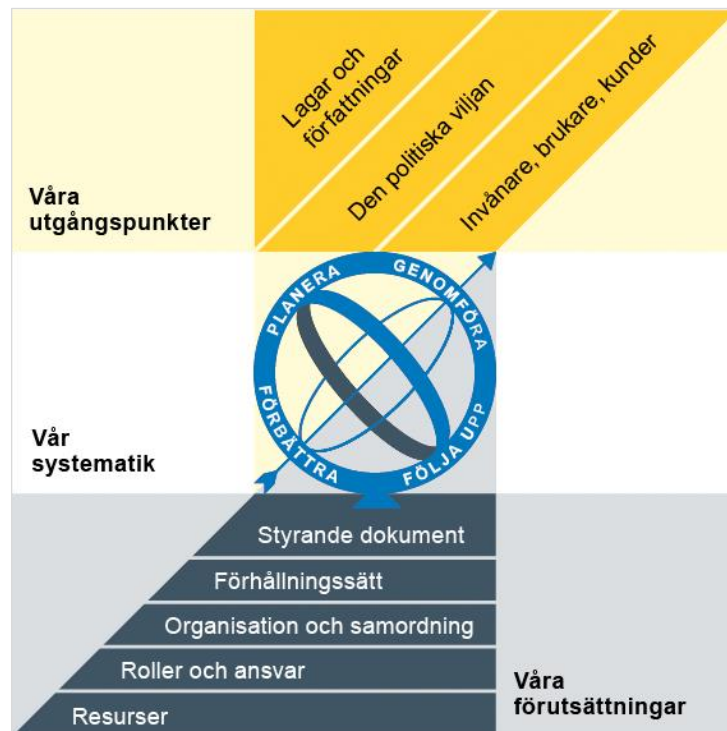 Lagar och
författningar
Den politiska viljan
Invånare, brukare, kunder
Våra
utgångspunkter
PLANERA
GENOMFÖRA
FÖLJA UPP
FÖRBÄTTRA
Vår
systematik
Styrande dokument
Förhållningssätt
Organisation och samordning
Roller och ansvar
Resurser
Våra
förutsättningar